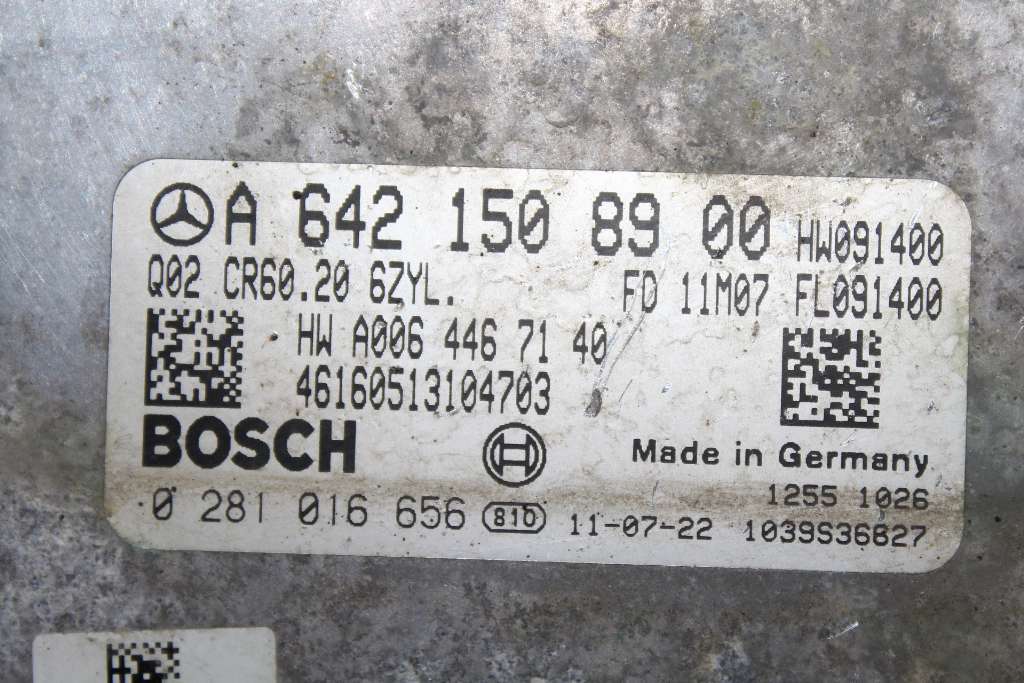 A 642 150 89 00 HW091400
Q02 CR60.20 6ZYL. FD 11M07 FL091400
HW A006 446 71 40
46160513104703
BOSCH Made in Germany
1255 1026
0 281 016 656 810 11-07-22 1039S36827